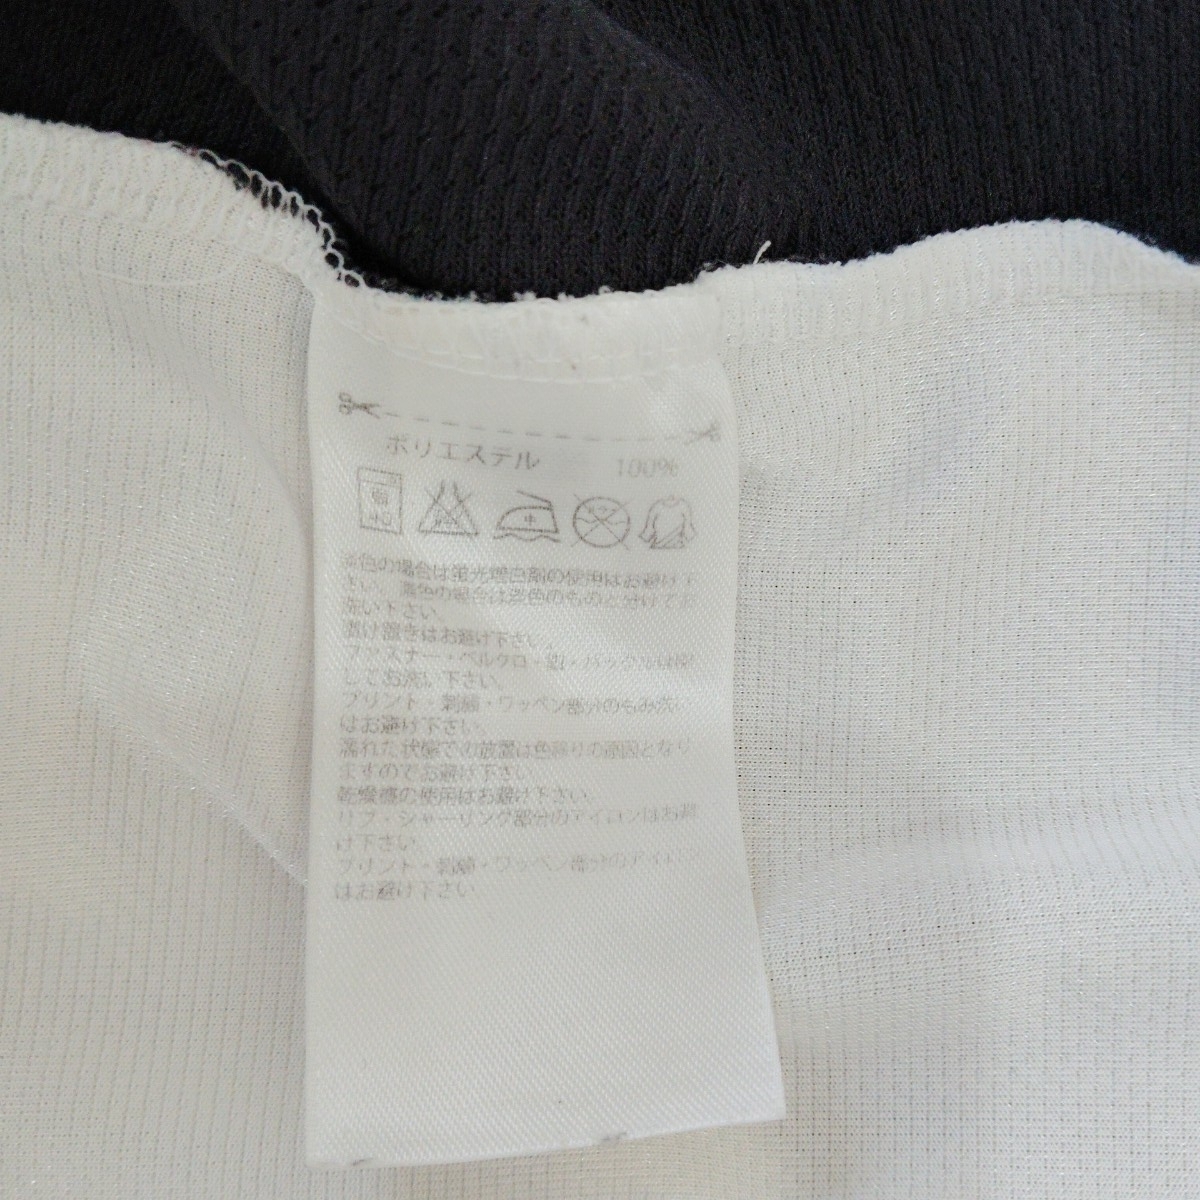 ポリエステル 100%
淡色の場合は蛍光増白剤の使用はお避け下
さい。濃色の場合は淡色のものと分けてお
洗い下さい。
漬け置きはお避け下さい。
ファスナー・ベルクロ・釦・バックルは
してお洗い下さい。
プリント・刺繍・ワッペン部分のもみ洗い
はお避け下さい。
濡れた状態での放置は色移りの原因となり
ますのでお避け下さい。
乾燥機の使用はお避け下さい。
リブ・シャーリング部分のアイロンはお避
け下さい。
プリント・刺繍・ワッペン部分のアイロン
はお避け下さい。